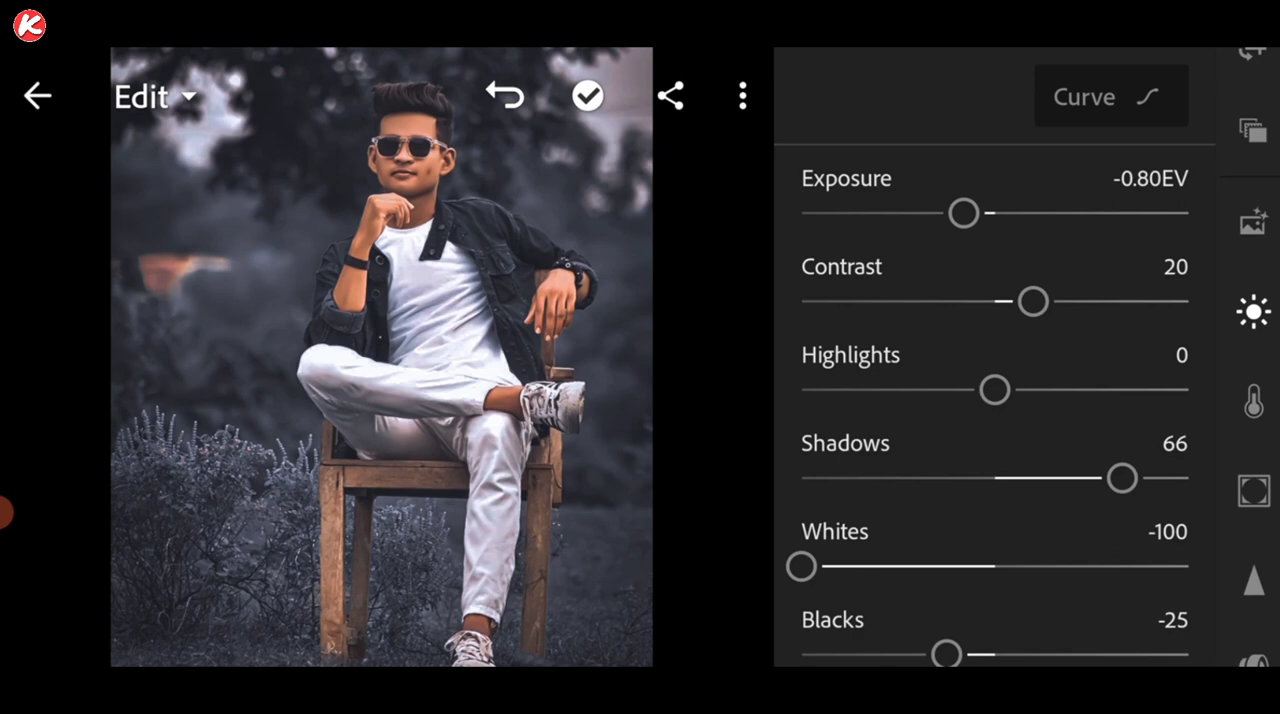 K
Edit
Curve
Exposure -0.80EV
Contrast 20
Highlights 0
Shadows 66
Whites -100
Blacks -25